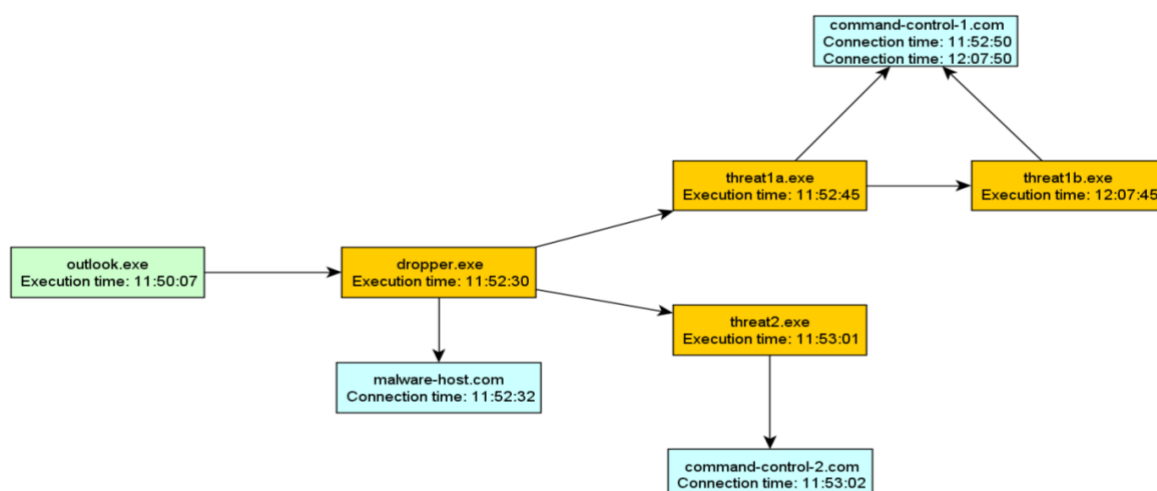 command-control-1.com
Connection time: 11:52:50
Connection time: 12:07:50
threat1a.exe
Execution time: 11:52:45
threat1b.exe
Execution time: 12:07:45
outlook.exe
Execution time: 11:50:07
dropper.exe
Execution time: 11:52:30
threat2.exe
Execution time: 11:53:01
malware-host.com
Connection time: 11:52:32
command-control-2.com
Connection time: 11:53:02